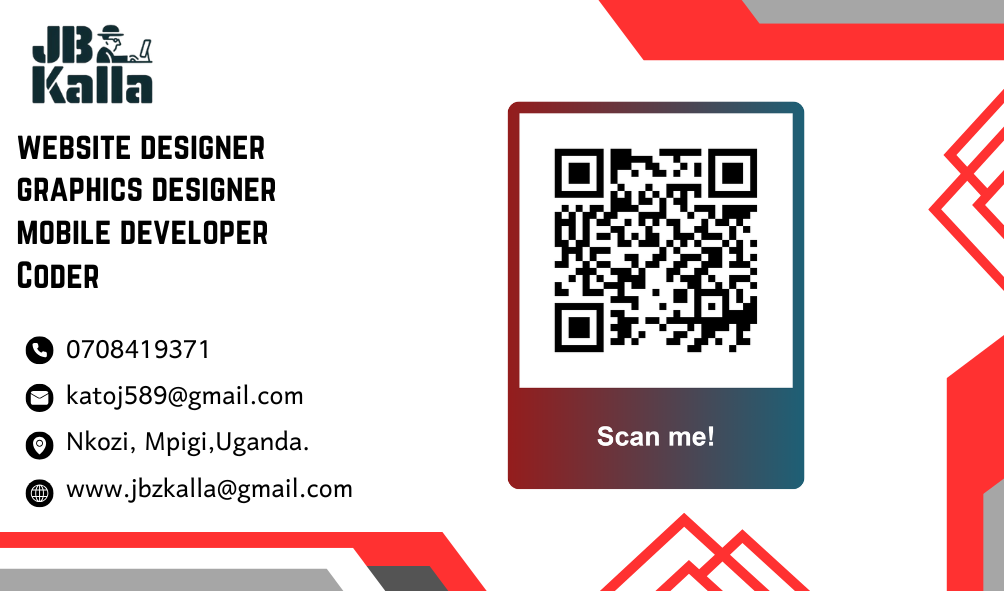 JB
Kalla
WEBSITE DESIGNER
GRAPHICS DESIGNER
MOBILE DEVELOPER
CODER
0708419371
katoj589@gmail.com
Nkozi, Mpigi,Uganda.
www.jbzkalla@gmail.com
Scan me!